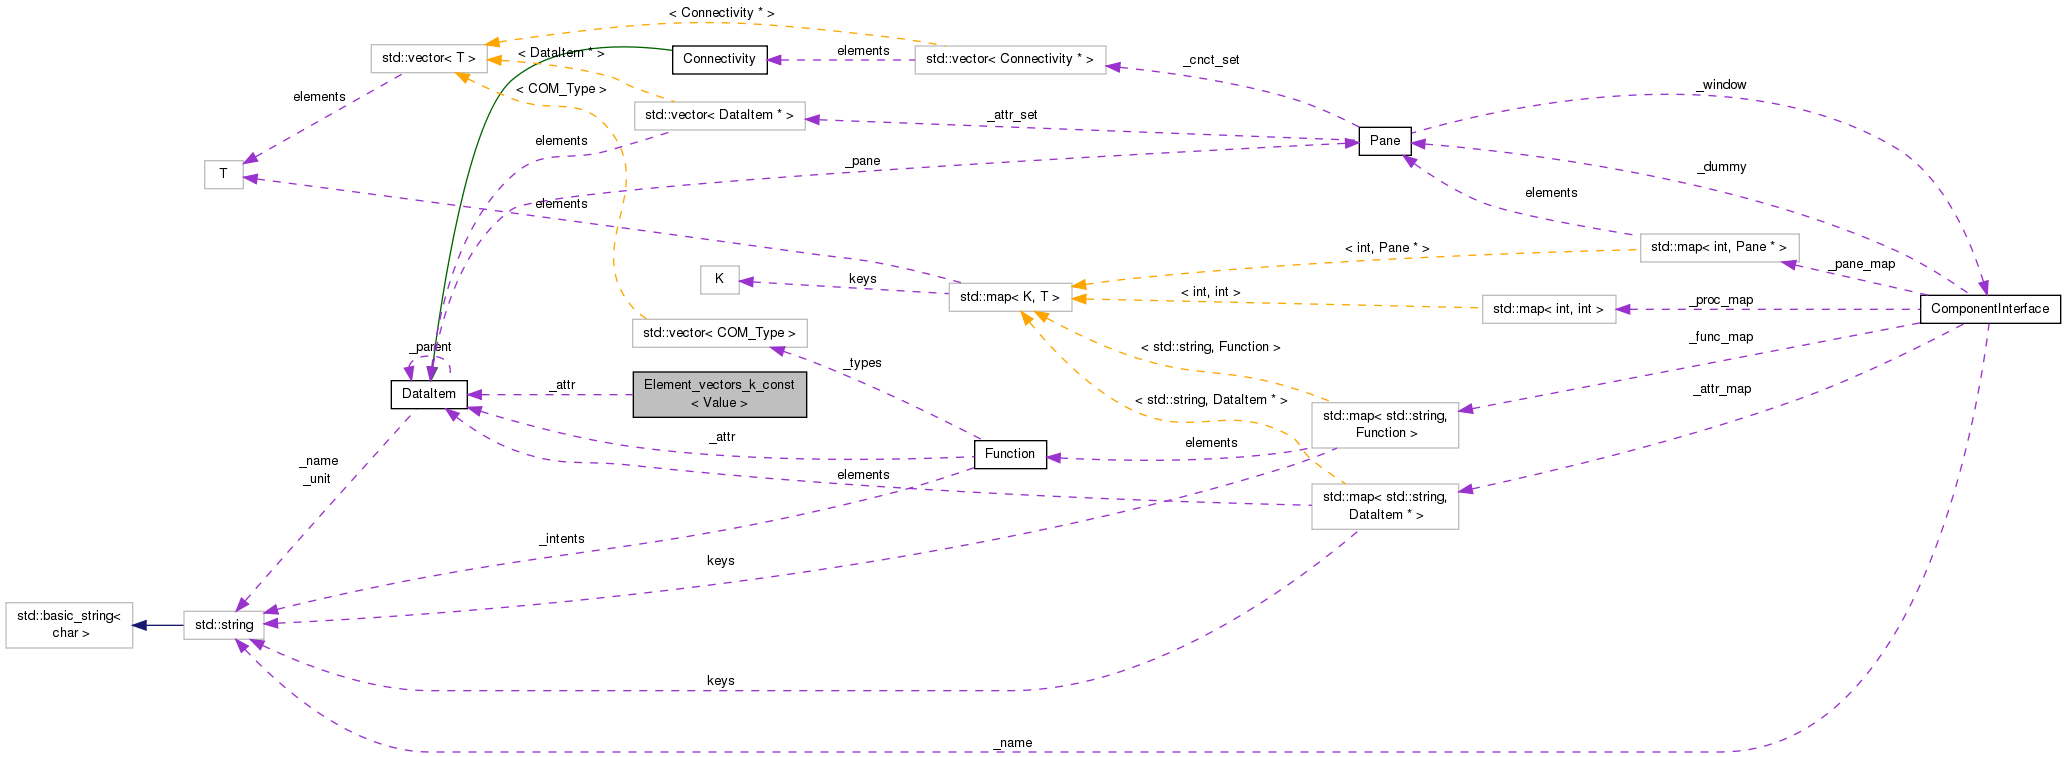 < Connectivity * >
std::vector< T >
< DataItem * >
Connectivity
elements
std::vector< Connectivity * >
_cnct_set
_window
elements
< COM_Type >
std::vector< DataItem * >
_attr_set
Pane
elements
_pane
_dummy
T
elements
elements
< int, Pane * >
std::map< int, Pane * >
_pane_map
K
keys
std::map< K, T >
< int, int >
std::map< int, int >
_proc_map
ComponentInterface
std::vector< COM_Type >
_parent
_types
< std::string, Function >
_func_map
DataItem
_attr
Element_vectors_k_const
< Value >
< std::string, DataItem * >
_attr_map
std::map< std::string,
Function >
_attr
Function
elements
_name
_unit
elements
std::map< std::string,
DataItem * >
_intents
keys
std::basic_string<
char >
std::string
keys
_name